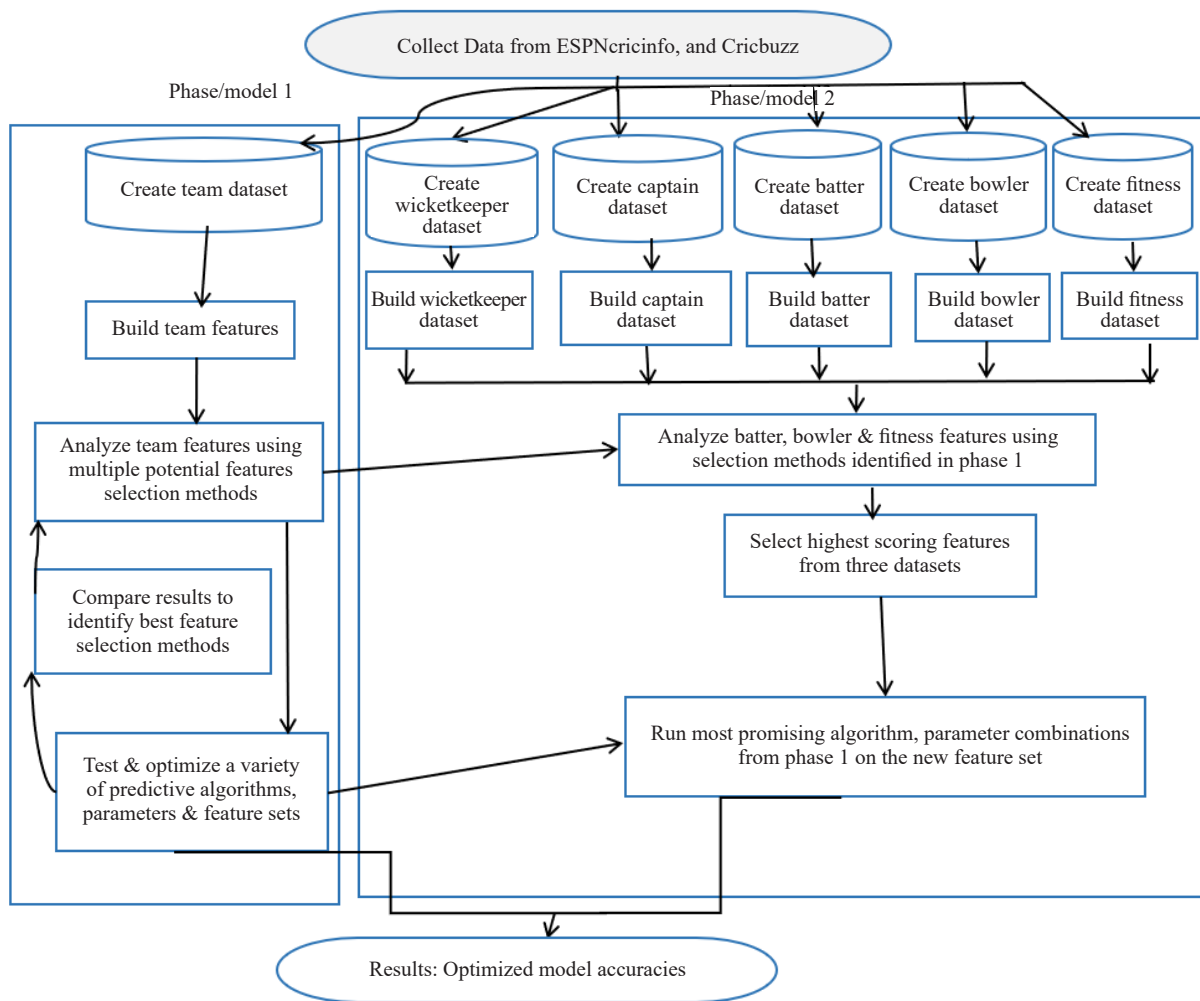 Collect Data from ESPNcricinfo, and Cricbuzz
Phase/model 1
Phase/model 2
Create team dataset
Create
wicketkeeper
dataset
Create captain
dataset
Create batter
dataset
Create bowler
dataset
Create fitness
dataset
Build team features
Build wicketkeeper
dataset
Build captain
dataset
Build batter
dataset
Build bowler
dataset
Build fitness
dataset
Analyze team features using
multiple potential features
selection methods
Analyze batter, bowler & fitness features using
selection methods identified in phase 1
Select highest scoring features
from three datasets
Compare results to
identify best feature
selection methods
Test & optimize a variety
of predictive algorithms,
parameters & feature sets
Run most promising algorithm, parameter combinations
from phase 1 on the new feature set
Results: Optimized model accuracies